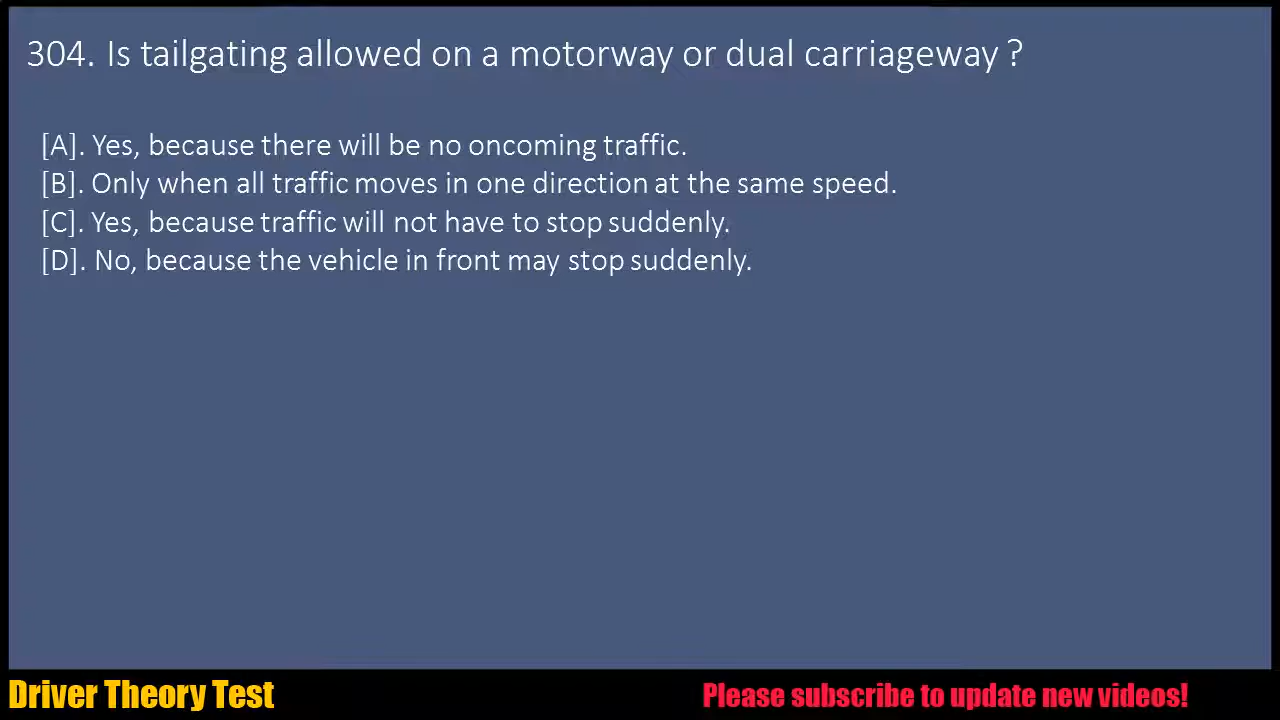 304. Is tailgating allowed on a motorway or dual carriageway ?
[A]. Yes, because there will be no oncoming traffic.
[B]. Only when all traffic moves in one direction at the same speed.
[C]. Yes, because traffic will not have to stop suddenly.
[D]. No, because the vehicle in front may stop suddenly.
Driver Theory Test
Please subscribe to update new videos!